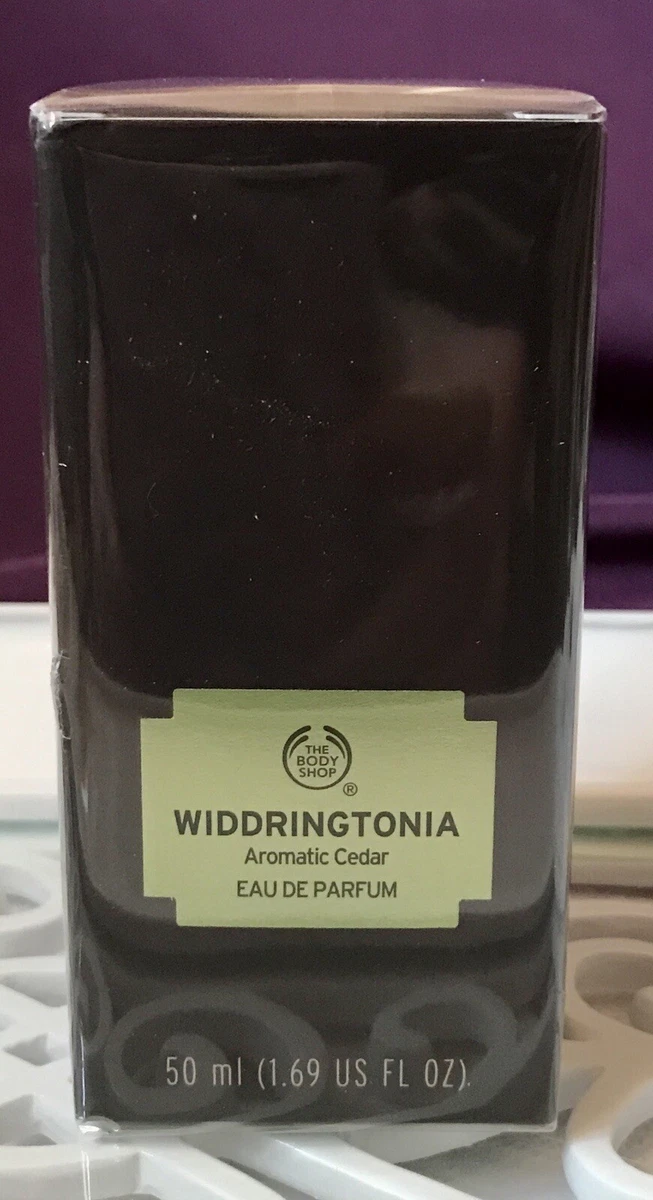 THE
BODY
SHOP
®
WIDDRINGTONIA
Aromatic Cedar
EAU DE PARFUM
50 ml (1.69 US FL OZ).